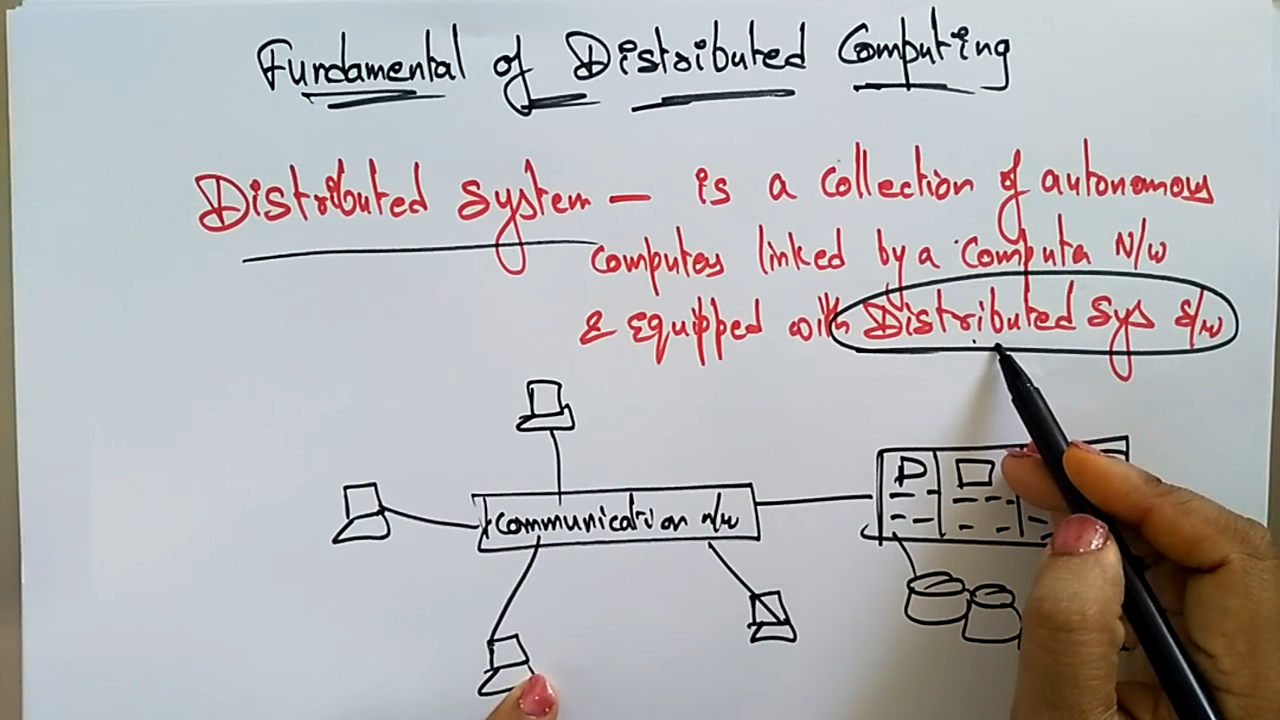 Fundamental of Distributed Computing
Distributed System — is a collection of autonomous
computers linked by a Computer N/w
& equipped with Distributed Sys S/w
Communication n/w